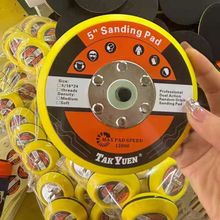 5" Sanding Pad
Size:
5/16"24
threads
Density:
Medium
Soft
Professional
Dual Action
Random Orbit
Sanding Pad
MAX PAD SPEED
12000
TAK YUEN